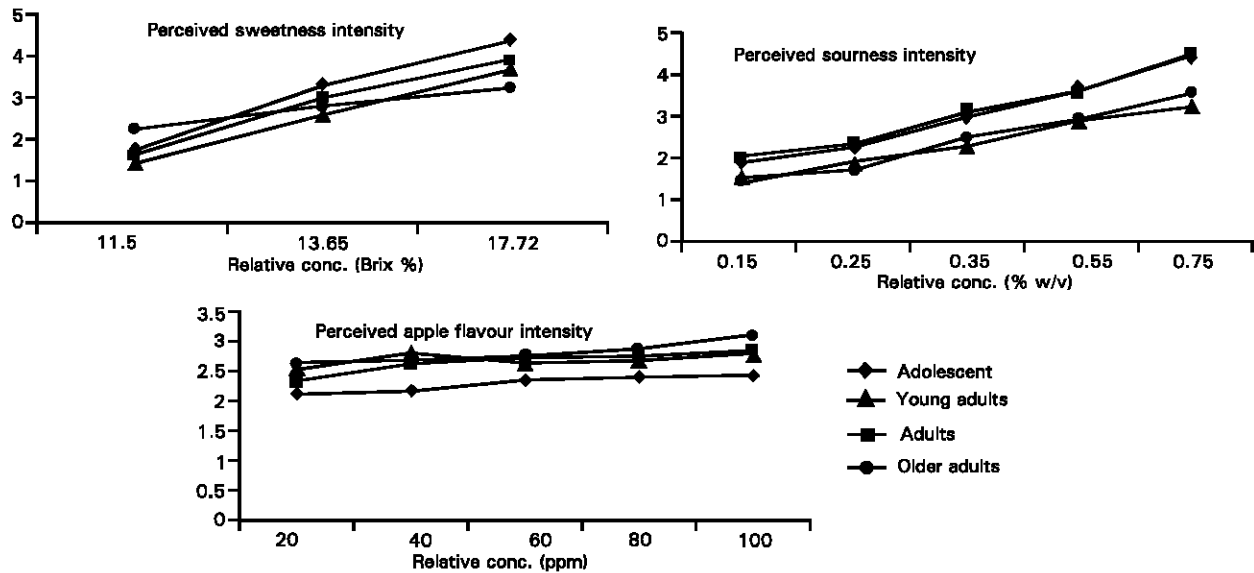 Perceived sweetness intensity
5
4
3
2
1
0
11.5 13.65 17.72
Relative conc. (Brix %)
Perceived sourness intensity
5
4
3
2
1
0
0.15 0.25 0.35 0.55 0.75
Relative conc. (% w/v)
Perceived apple flavour intensity
3.5
3
2.5
2
1.5
1
0.5
0
20 40 60 80 100
Relative conc. (ppm)
Adolescent
Young adults
Adults
Older adults